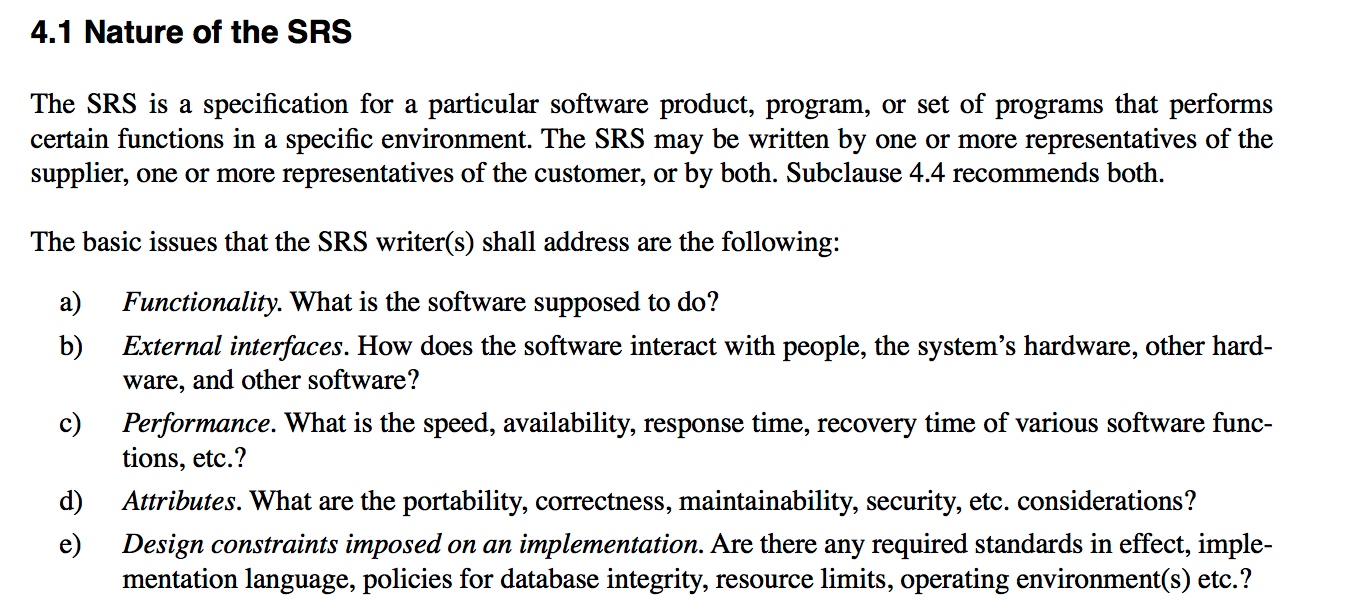 4.1 Nature of the SRS
The SRS is a specification for a particular software product, program, or set of programs that performs
certain functions in a specific environment. The SRS may be written by one or more representatives of the
supplier, one or more representatives of the customer, or by both. Subclause 4.4 recommends both.
The basic issues that the SRS writer(s) shall address are the following:
a) Functionality. What is the software supposed to do?
b) External interfaces. How does the software interact with people, the system’s hardware, other hard-
ware, and other software?
c) Performance. What is the speed, availability, response time, recovery time of various software func-
tions, etc.?
d) Attributes. What are the portability, correctness, maintainability, security, etc. considerations?
e) Design constraints imposed on an implementation. Are there any required standards in effect, imple-
mentation language, policies for database integrity, resource limits, operating environment(s) etc.?